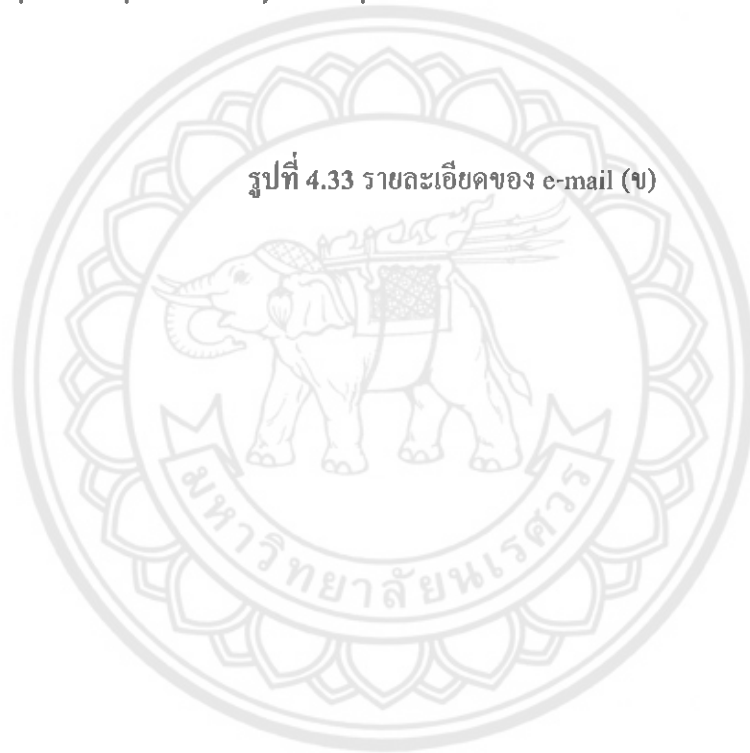 รูปที่ 4.33 รายละเอียดของ e-mail (ข)
มหาวิทยาลัยนเรศวร